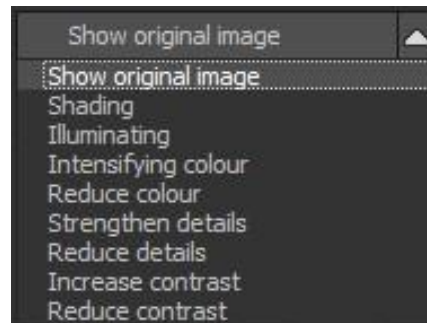 Show original image
Show original image
Shading
Illuminating
Intensifying colour
Reduce colour
Strengthen details
Reduce details
Increase contrast
Reduce contrast